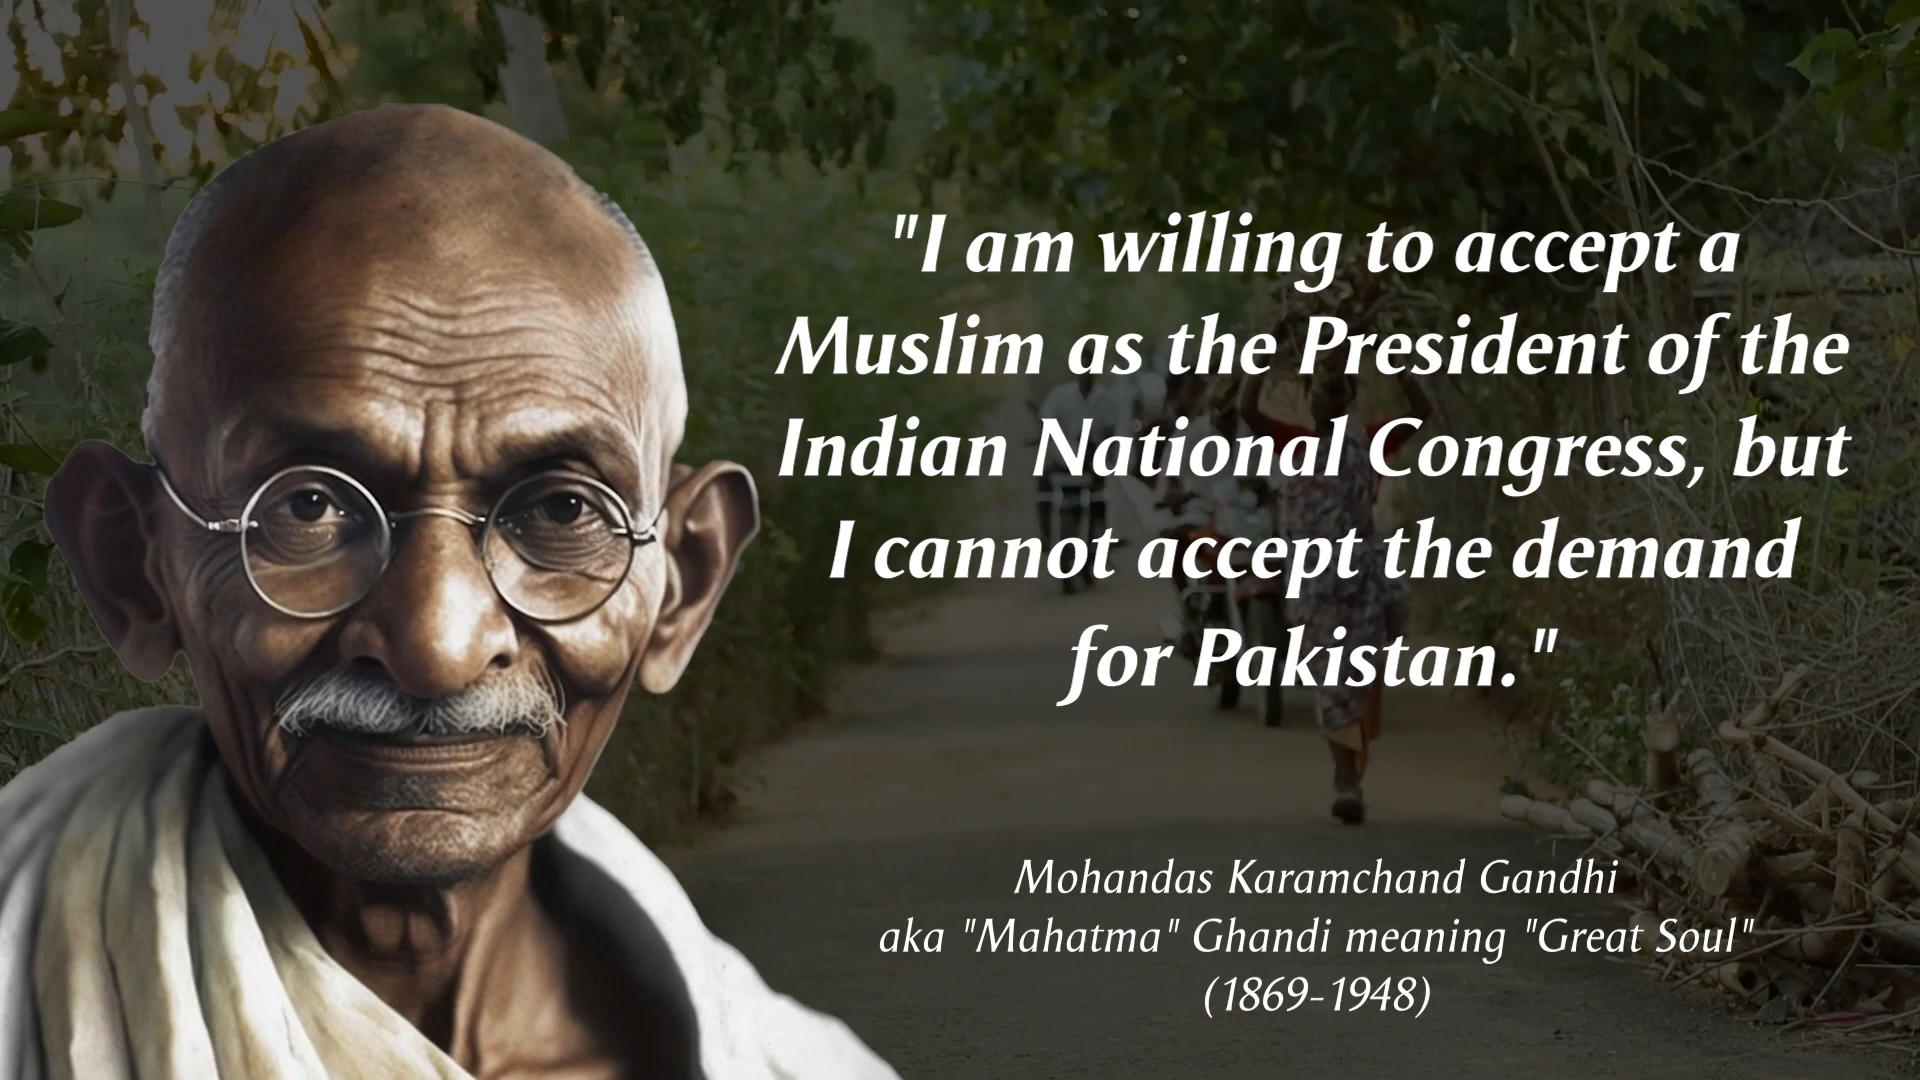 "I am willing to accept a
Muslim as the President of the
Indian National Congress, but
I cannot accept the demand
for Pakistan."
Mohandas Karamchand Gandhi
aka "Mahatma" Ghandi meaning "Great Soul"
(1869-1948)